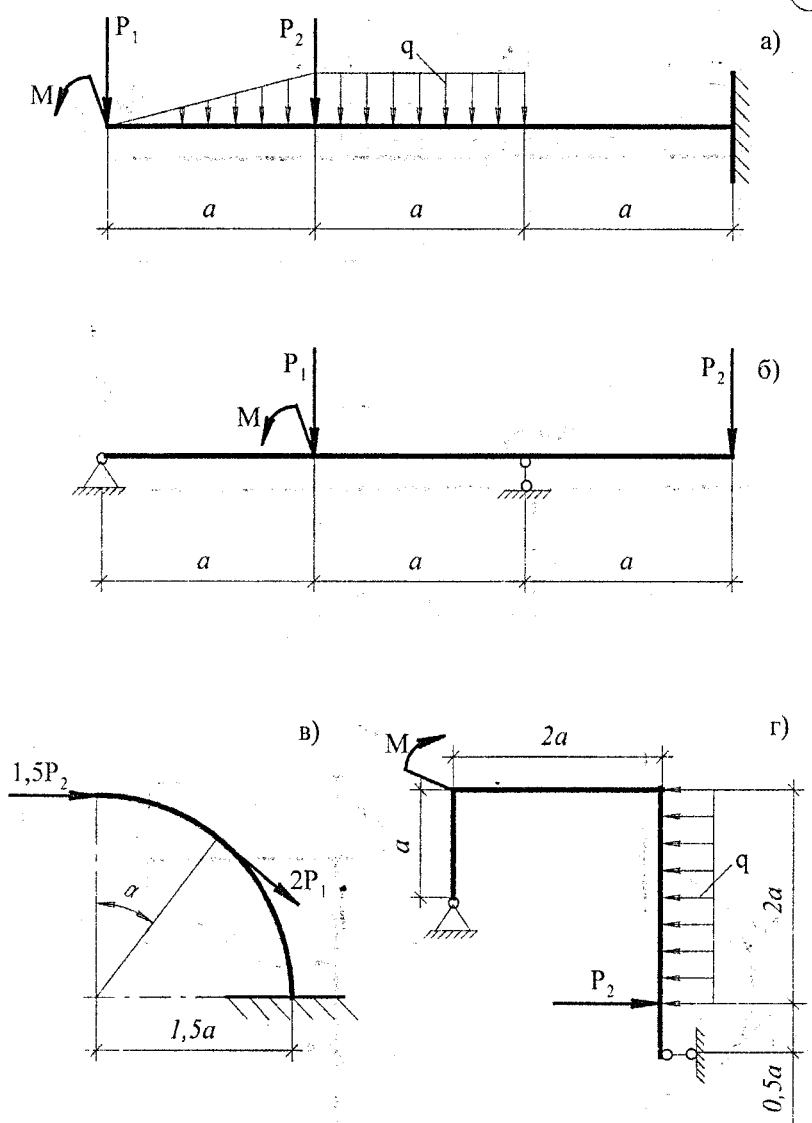 а)
P₁
P₂
q
M
a
a
a
б)
P₁
P₂
M
a
a
a
в)
1,5P₂
α
2P₁
1,5a
г)
M
2a
a
q
2a
P₂
0,5a